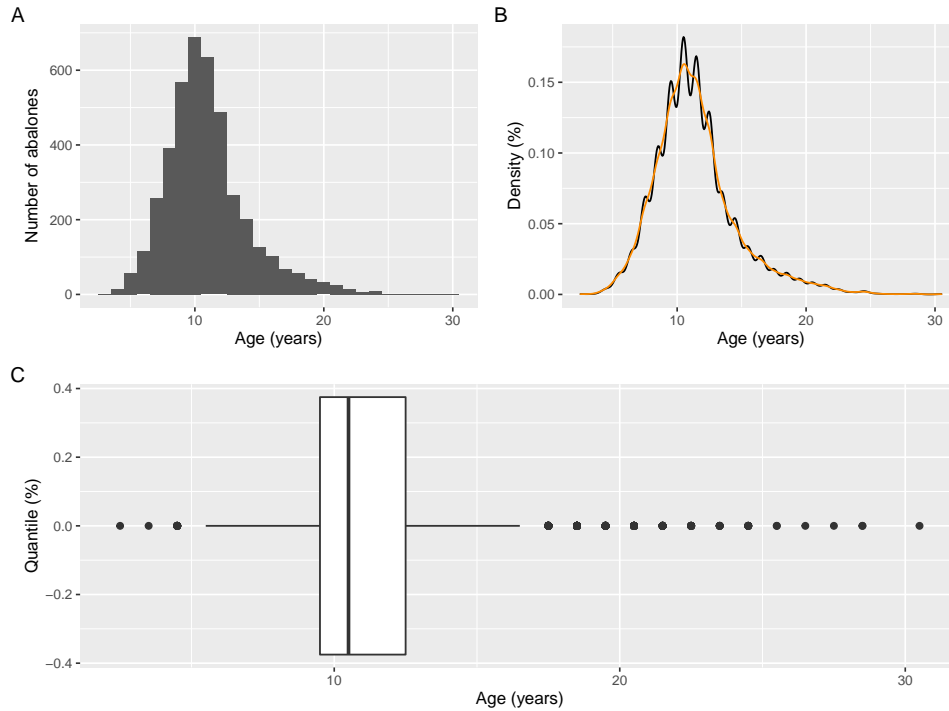 A
Number of abalones
600
400
200
0
10 20 30
Age (years)
B
Density (%)
0.15
0.10
0.05
0.00
10 20 30
Age (years)
C
Quantile (%)
0.4
0.2
0.0
−0.2
−0.4
10 20 30
Age (years)